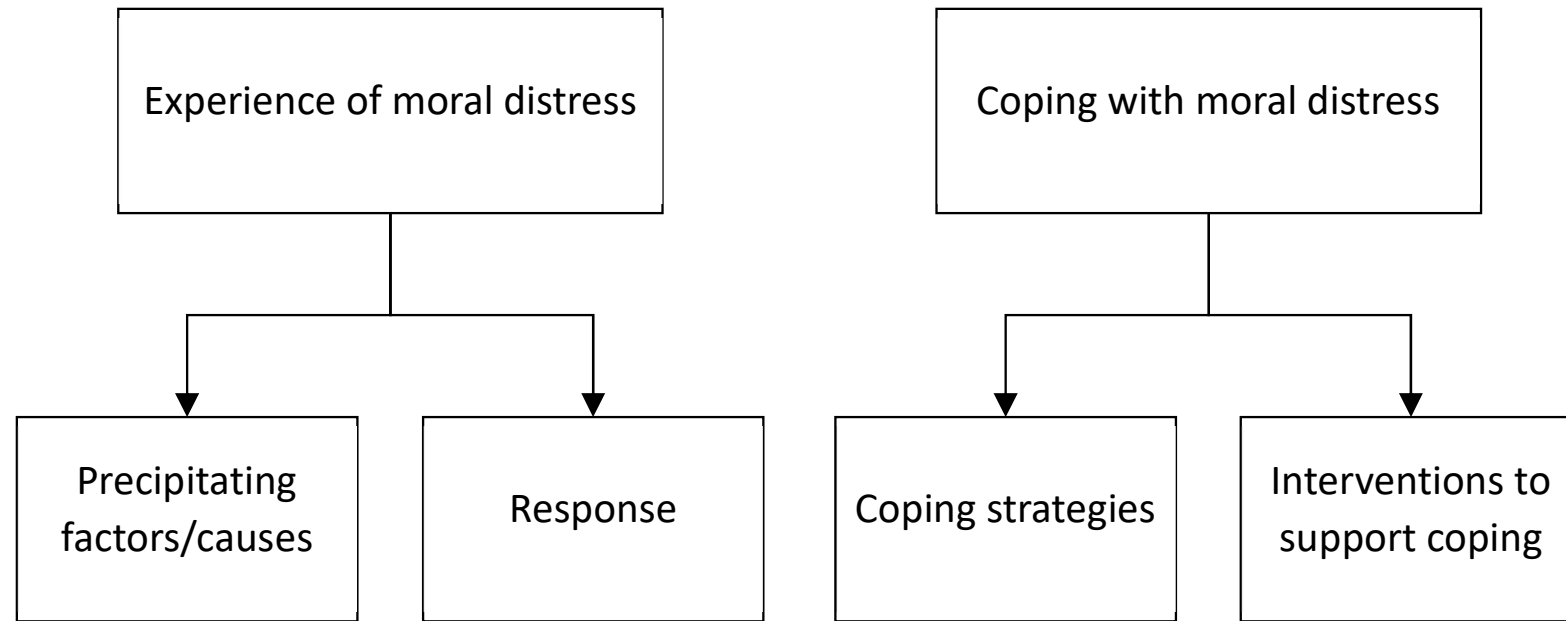 Experience of moral distress
Coping with moral distress
Precipitating
factors/causes
Response
Coping strategies
Interventions to
support coping